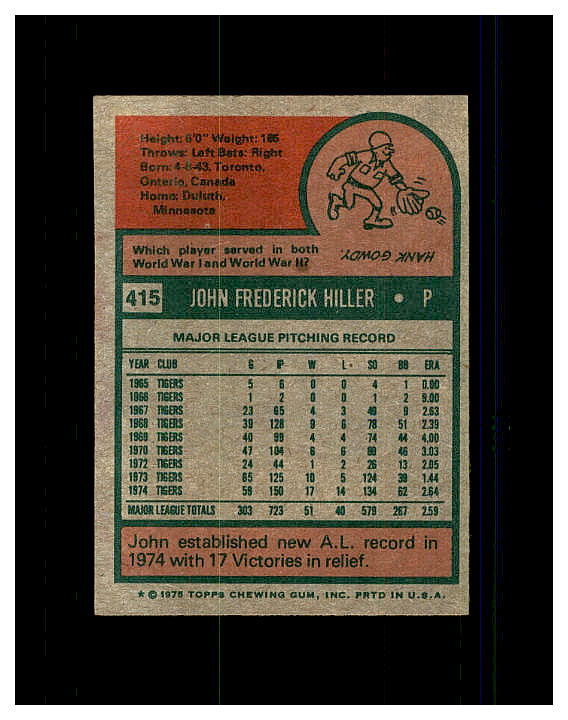 Height: 6'0" Weight: 185
Throws: Left Bats: Right
Born: 4-8-43, Toronto,
Ontario, Canada
Home: Duluth,
Minnesota
Which player served in both
World War I and World War II?
HANK GOWDY.
415 JOHN FREDERICK HILLER • P
MAJOR LEAGUE PITCHING RECORD
YEAR CLUB G IP W L SO BB ERA
1965 TIGERS 5 6 0 0 4 1 0.00
1966 TIGERS 1 2 0 0 1 2 9.00
1967 TIGERS 23 65 4 3 49 9 2.63
1968 TIGERS 39 128 9 6 78 51 2.39
1969 TIGERS 40 99 4 4 74 44 4.00
1970 TIGERS 47 104 6 6 89 46 3.03
1972 TIGERS 24 44 1 2 26 13 2.05
1973 TIGERS 65 125 10 5 124 39 1.44
1974 TIGERS 59 150 17 14 134 62 2.64
MAJOR LEAGUE TOTALS 303 723 51 40 579 267 2.59
John established new A.L. record in
1974 with 17 Victories in relief.
* © 1975 TOPPS CHEWING GUM, INC. PRTD IN U.S.A.